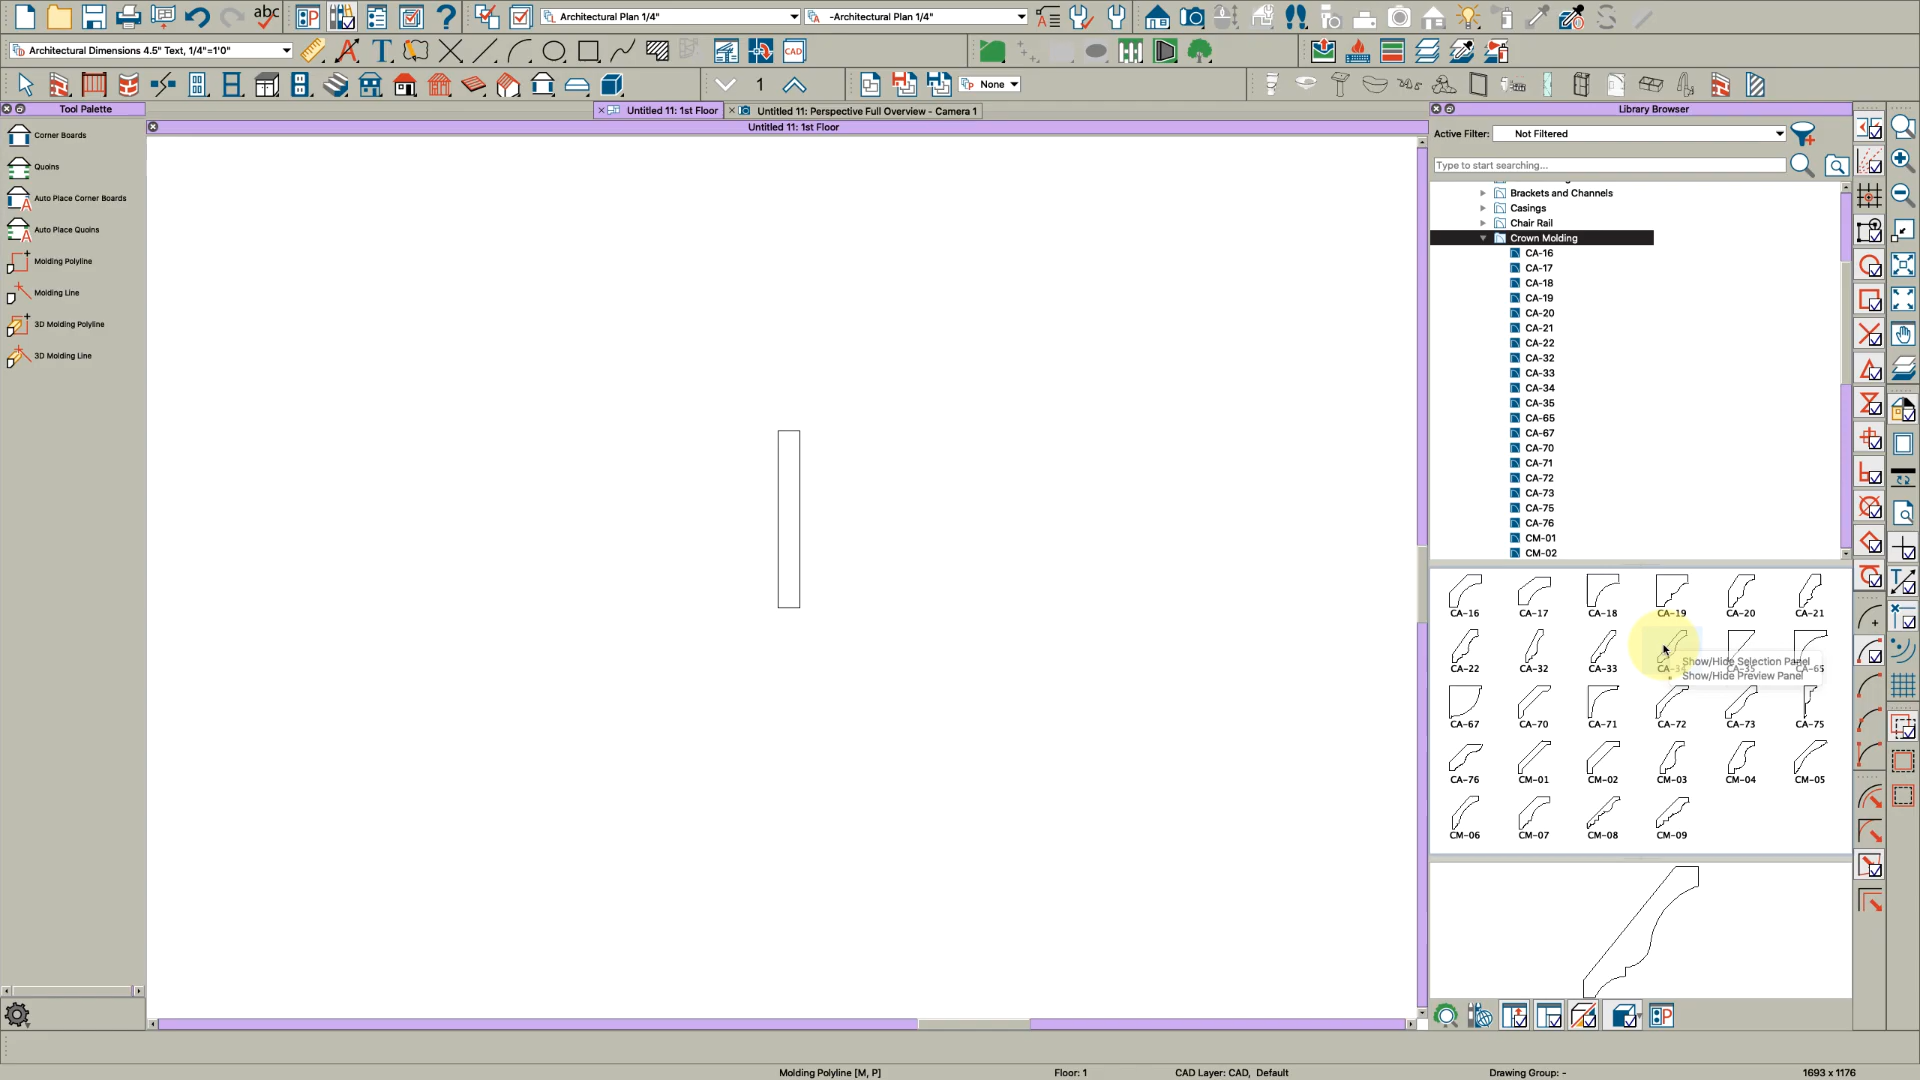 abc
Architectural Plan 1/4"
-Architectural Plan 1/4"
Architectural Dimensions 4.5" Text, 1/4"=1'0"
CAD
1
None
Tool Palette
Untitled 11: 1st Floor
Untitled 11: Perspective Full Overview - Camera 1
Untitled 11: 1st Floor
Library Browser
Active Filter:
Not Filtered
Type to start searching...
Corner Boards
Quoins
Auto Place Corner Boards
Auto Place Quoins
Molding Polyline
Molding Line
3D Molding Polyline
3D Molding Line
Brackets and Channels
Casings
Chair Rail
Crown Molding
CA-16
CA-17
CA-18
CA-19
CA-20
CA-21
CA-22
CA-32
CA-33
CA-34
CA-35
CA-65
CA-67
CA-70
CA-71
CA-72
CA-73
CA-75
CA-76
CM-01
CM-02
CA-16 CA-17 CA-18 CA-19 CA-20 CA-21
CA-22 CA-32 CA-33 CA-34 CA-35 CA-65
Show/Hide Selection Panel
Show/Hide Preview Panel
CA-67 CA-70 CA-71 CA-72 CA-73 CA-75
CA-76 CM-01 CM-02 CM-03 CM-04 CM-05
CM-06 CM-07 CM-08 CM-09
Molding Polyline [M, P]
Floor: 1
CAD Layer: CAD, Default
Drawing Group: -
1693 x 1176